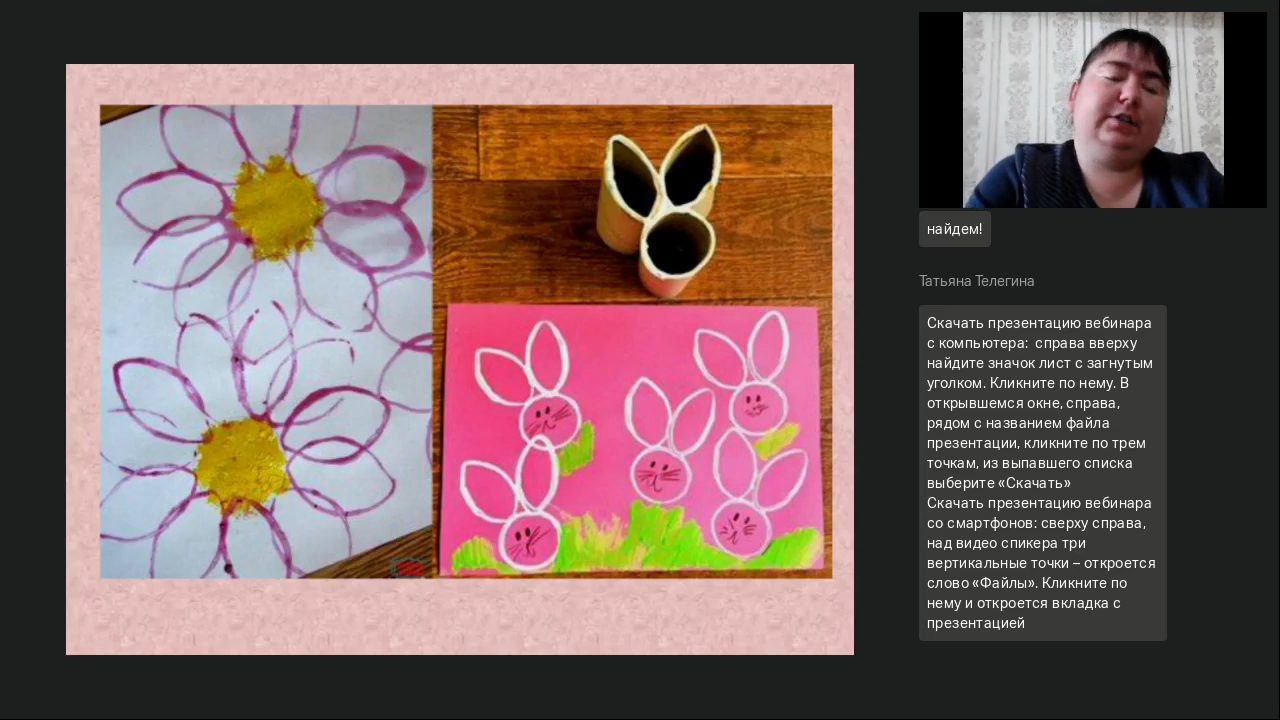 найдем!
Татьяна Телегина
Скачать презентацию вебинара
с компьютера:  справа вверху
найдите значок лист с загнутым
уголком. Кликните по нему. В
открывшемся окне, справа,
рядом с названием файла
презентации, кликните по трем
точкам, из выпавшего списка
выберите «Скачать»
Скачать презентацию вебинара
со смартфонов: сверху справа,
над видео спикера три
вертикальные точки – откроется
слово «Файлы». Кликните по
нему и откроется вкладка с
презентацией